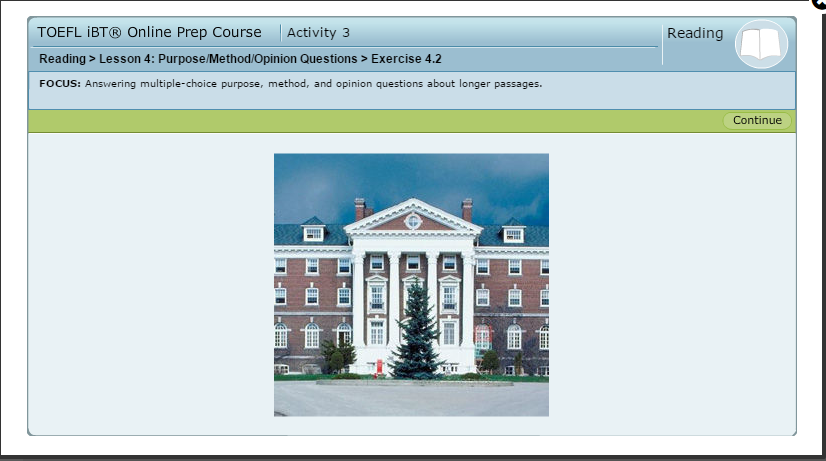 TOEFL iBT® Online Prep Course Activity 3 Reading
Reading > Lesson 4: Purpose/Method/Opinion Questions > Exercise 4.2
FOCUS: Answering multiple-choice purpose, method, and opinion questions about longer passages.
Continue